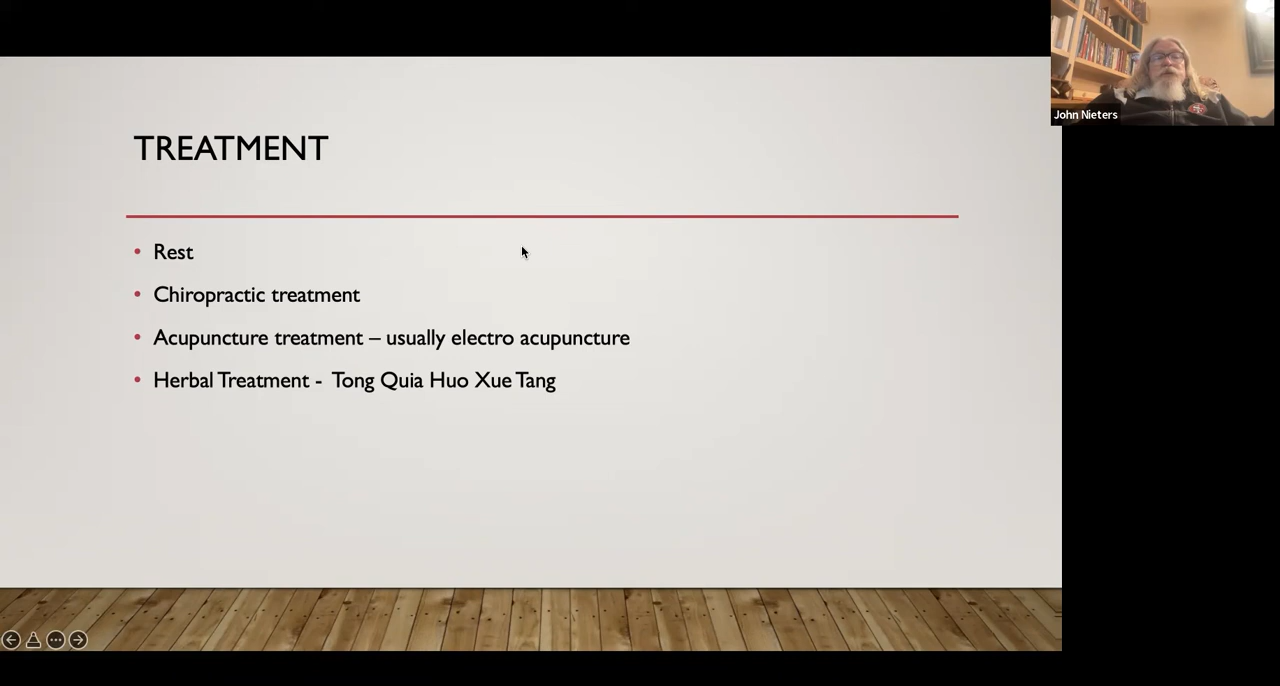 TREATMENT
• Rest
• Chiropractic treatment
• Acupuncture treatment – usually electro acupuncture
• Herbal Treatment - Tong Quia Huo Xue Tang
John Nieters